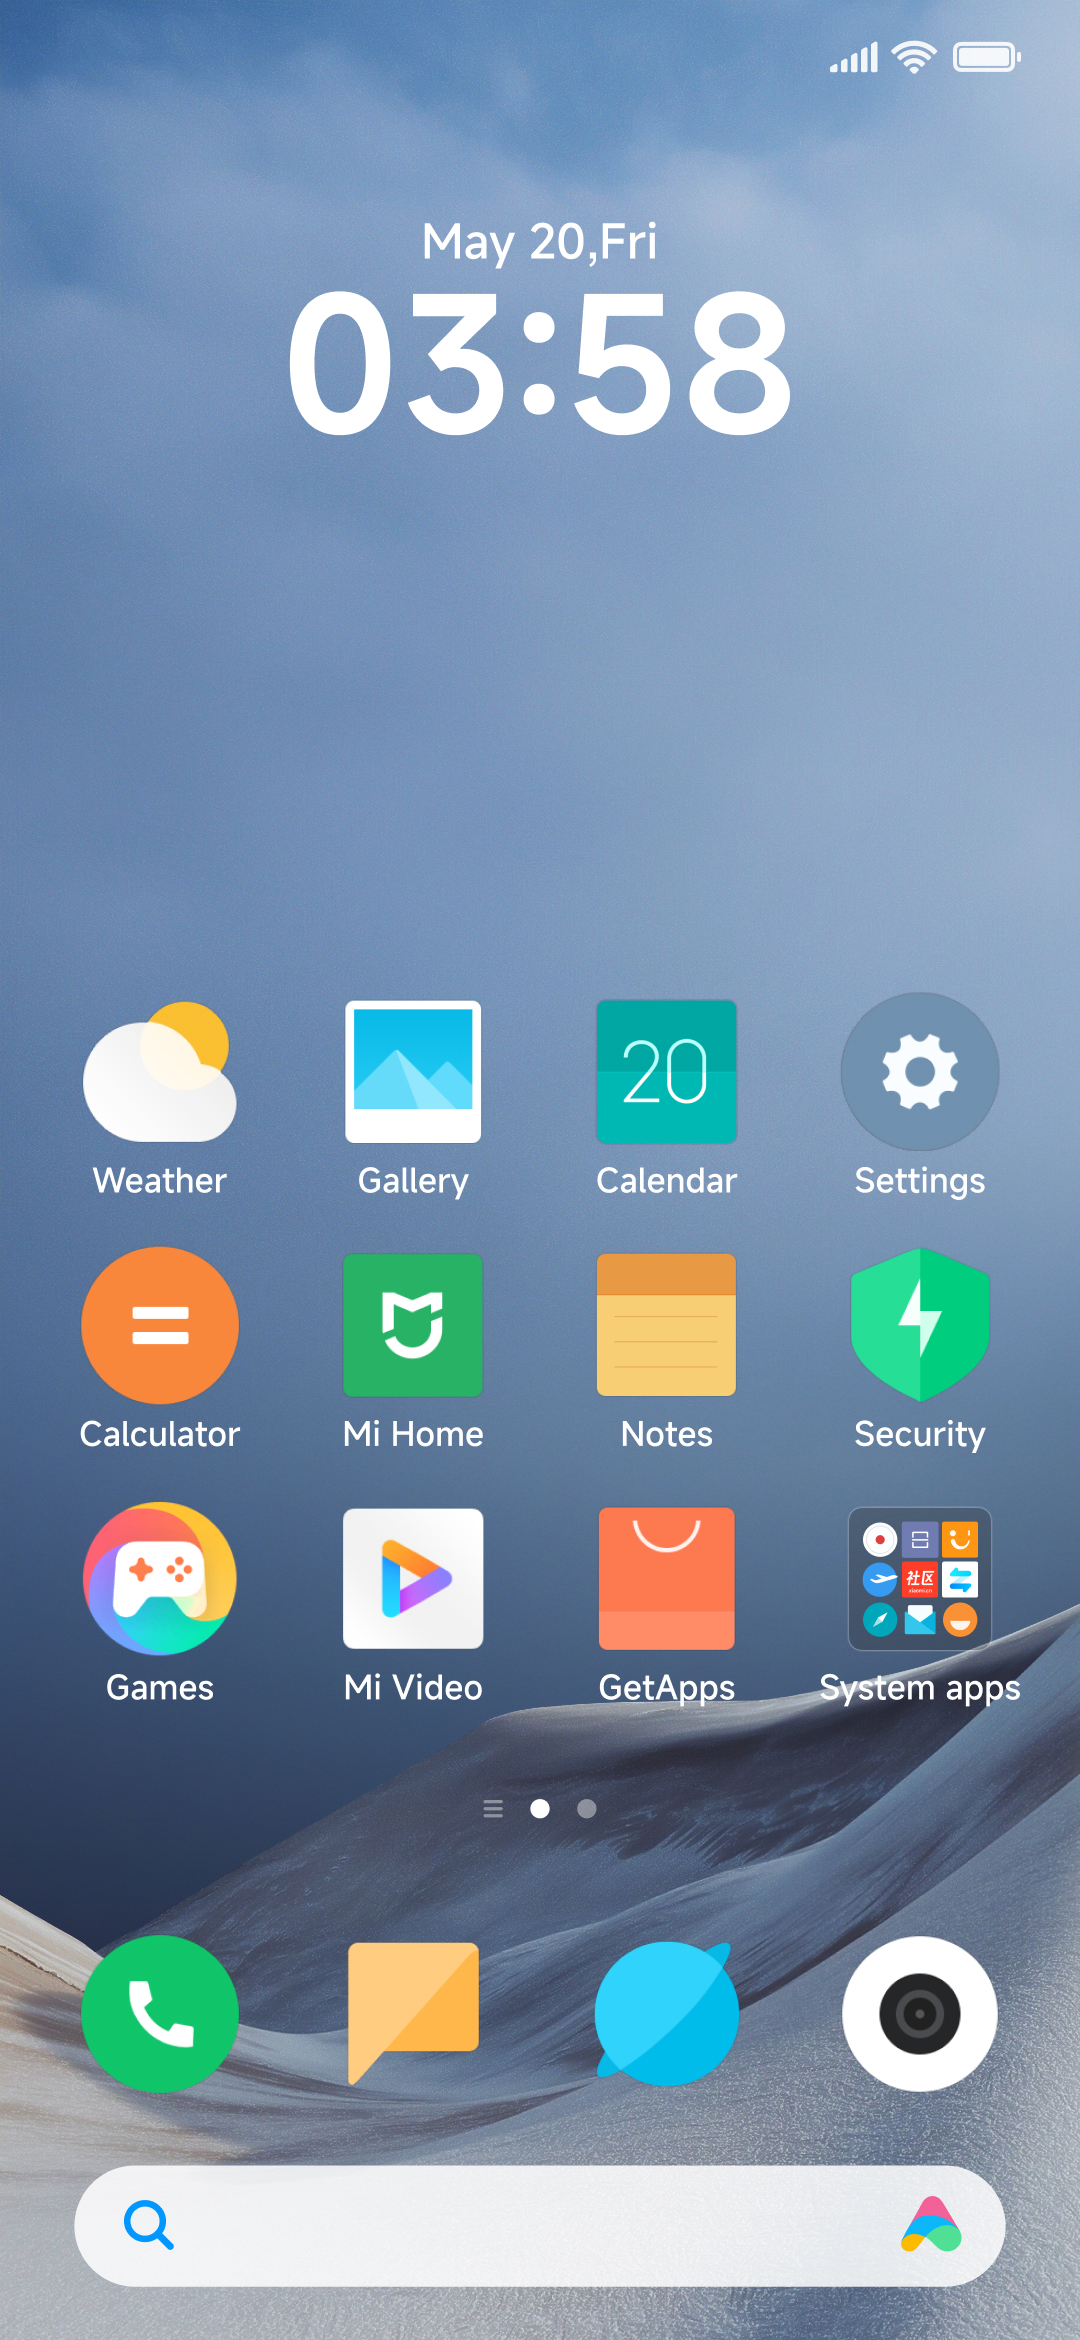 May 20,Fri
03:58
20
Weather Gallery Calendar Settings
Calculator Mi Home Notes Security
社区
Games Mi Video GetApps System apps